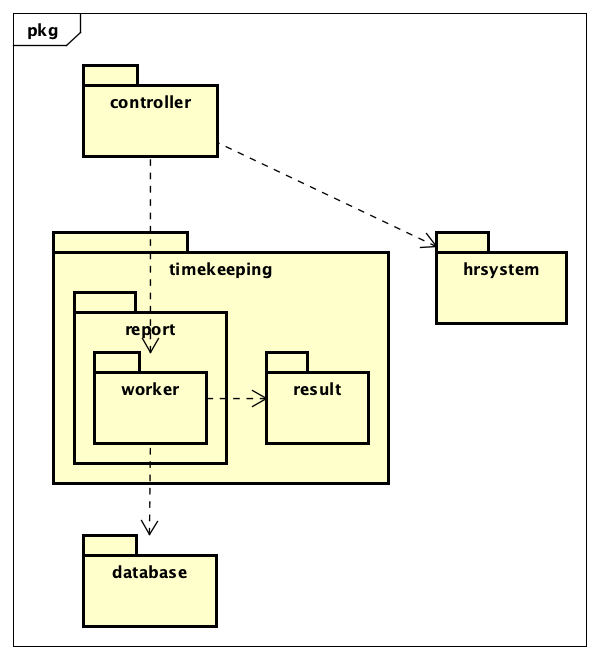 pkg
controller
timekeeping
hrsystem
report
worker
result
database